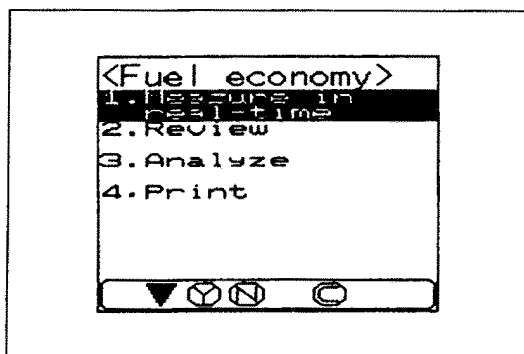 <Fuel economy>
1.Measure in
real-time
2.Review
3.Analyze
4.Print
▼ Y N C